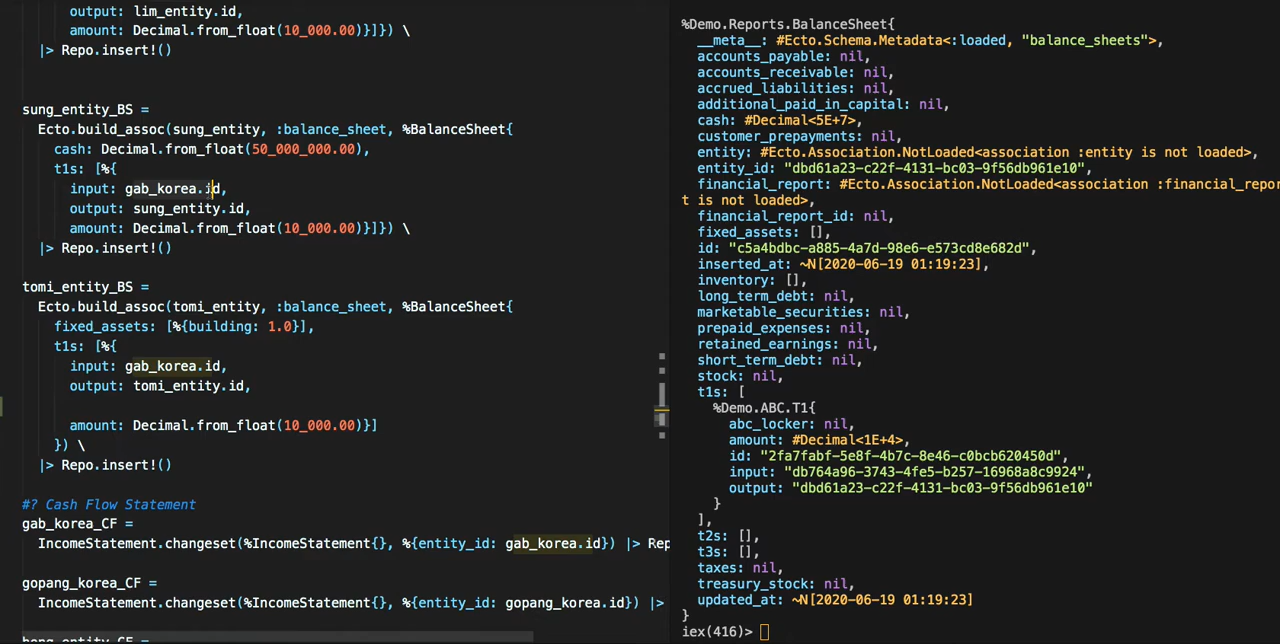 output: lim_entity.id,
amount: Decimal.from_float(10_000.00)}]}) \
|> Repo.insert!()
sung_entity_BS =
Ecto.build_assoc(sung_entity, :balance_sheet, %BalanceSheet{
cash: Decimal.from_float(50_000_000.00),
t1s: [%{
input: gab_korea.id,
output: sung_entity.id,
amount: Decimal.from_float(10_000.00)}]}) \
|> Repo.insert!()
tomi_entity_BS =
Ecto.build_assoc(tomi_entity, :balance_sheet, %BalanceSheet{
fixed_assets: [%{building: 1.0}],
t1s: [%{
input: gab_korea.id,
output: tomi_entity.id,
amount: Decimal.from_float(10_000.00)}]
}) \
|> Repo.insert!()
#? Cash Flow Statement
gab_korea_CF =
IncomeStatement.changeset(%IncomeStatement{}, %{entity_id: gab_korea.id}) |> Rep
gopang_korea_CF =
IncomeStatement.changeset(%IncomeStatement{}, %{entity_id: gopang_korea.id}) |>
%Demo.Reports.BalanceSheet{
__meta__: #Ecto.Schema.Metadata<:loaded, "balance_sheets">,
accounts_payable: nil,
accounts_receivable: nil,
accrued_liabilities: nil,
additional_paid_in_capital: nil,
cash: #Decimal<5E+7>,
customer_prepayments: nil,
entity: #Ecto.Association.NotLoaded<association :entity is not loaded>,
entity_id: "dbd61a23-c22f-4131-bc03-9f56db961e10",
financial_report: #Ecto.Association.NotLoaded<association :financial_repor
t is not loaded>,
financial_report_id: nil,
fixed_assets: [],
id: "c5a4bdbc-a885-4a7d-98e6-e573cd8e682d",
inserted_at: ~N[2020-06-19 01:19:23],
inventory: [],
long_term_debt: nil,
marketable_securities: nil,
prepaid_expenses: nil,
retained_earnings: nil,
short_term_debt: nil,
stock: nil,
t1s: [
%Demo.ABC.T1{
abc_locker: nil,
amount: #Decimal<1E+4>,
id: "2fa7fabf-5e8f-4b7c-8e46-c0bcb620450d",
input: "db764a96-3743-4fe5-b257-16968a8c9924",
output: "dbd61a23-c22f-4131-bc03-9f56db961e10"
}
],
t2s: [],
t3s: [],
taxes: nil,
treasury_stock: nil,
updated_at: ~N[2020-06-19 01:19:23]
}
iex(416)>